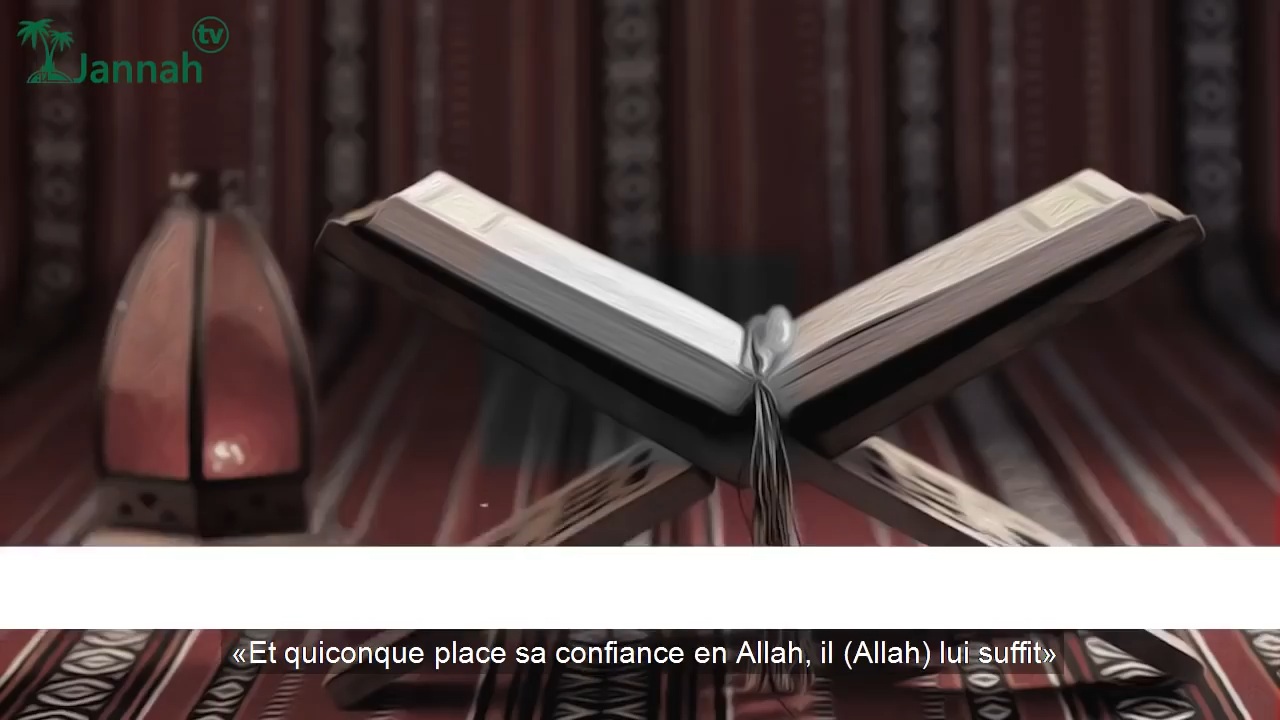 Jannah tv
«Et quiconque place sa confiance en Allah, il (Allah) lui suffit»